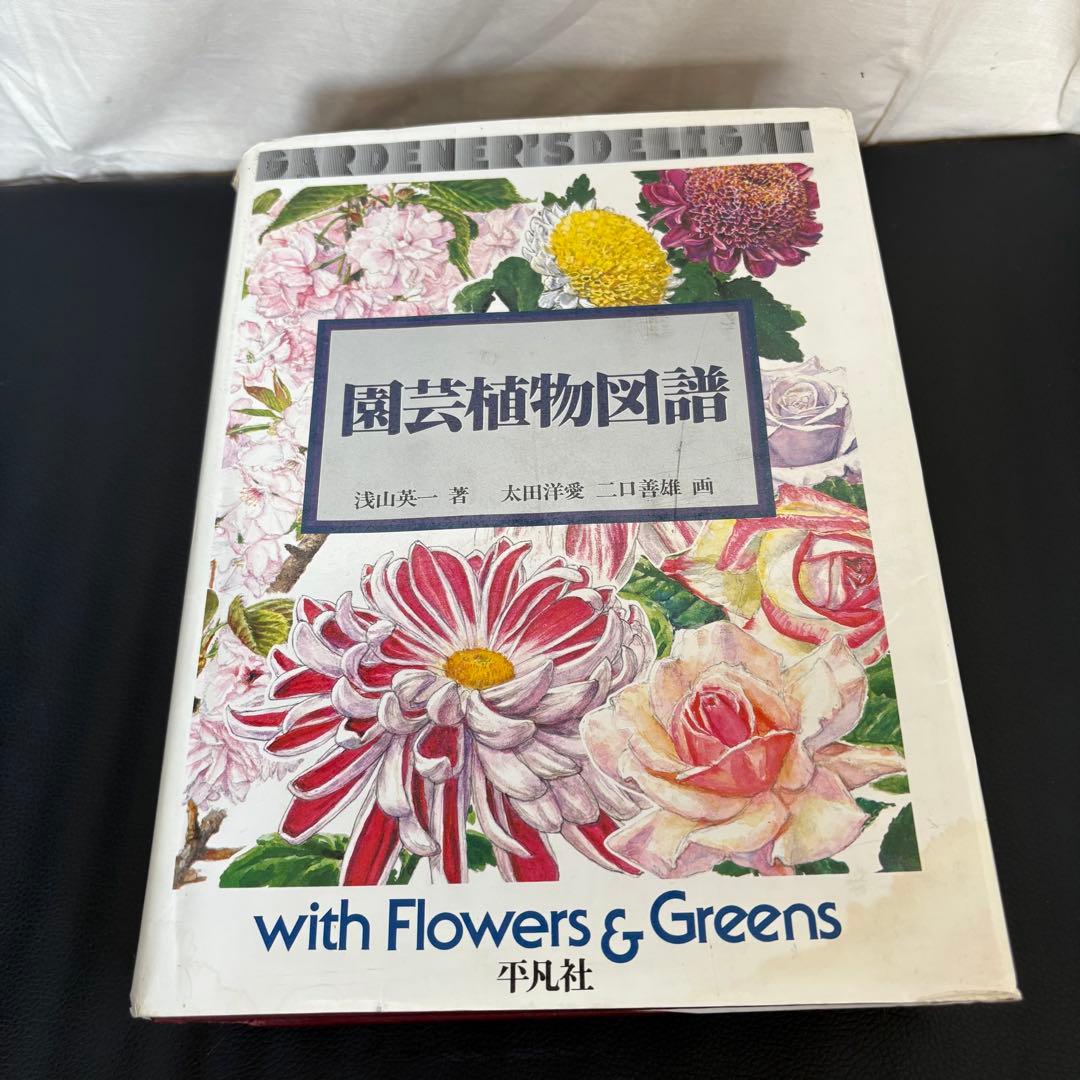 GARDENER'S DELIGHT
園芸植物図譜
浅山英一 著 太田洋愛 二口善雄 画
with Flowers & Greens
平凡社